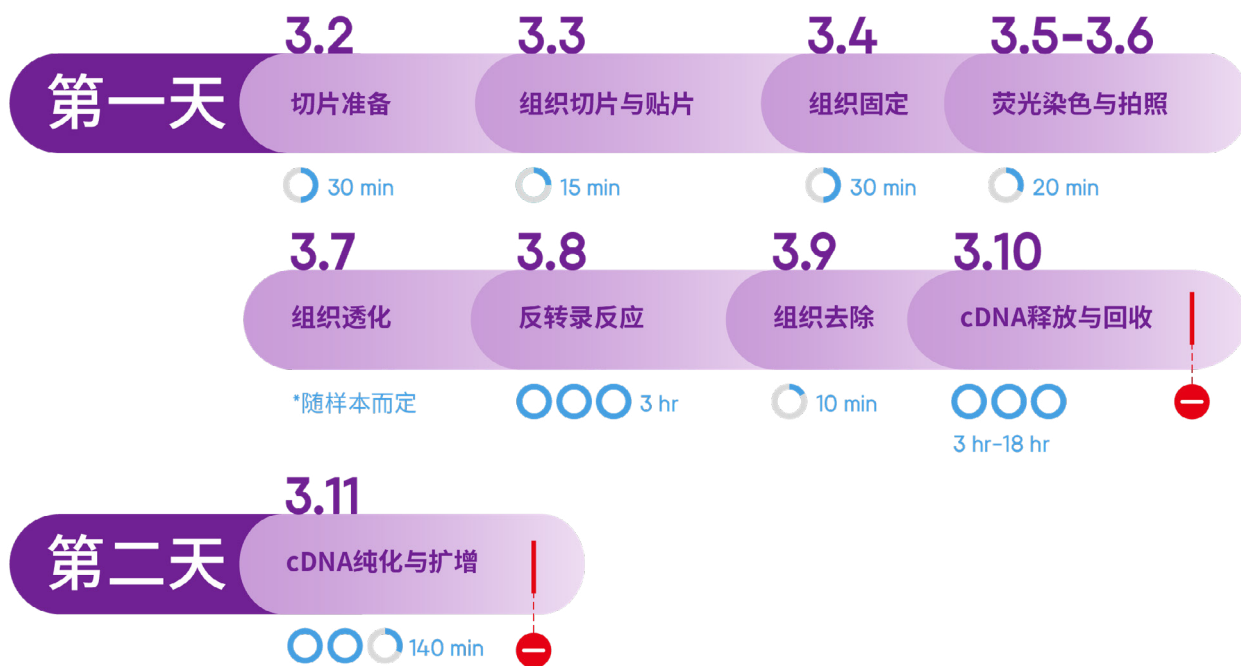 3.2
3.3
3.4
3.5-3.6
第一天
切片准备
组织切片与贴片
组织固定
荧光染色与拍照
30 min
15 min
30 min
20 min
3.7
3.8
3.9
3.10
组织透化
反转录反应
组织去除
cDNA释放与回收
*随样本而定
3 hr
10 min
3 hr-18 hr
3.11
第二天
cDNA纯化与扩增
140 min